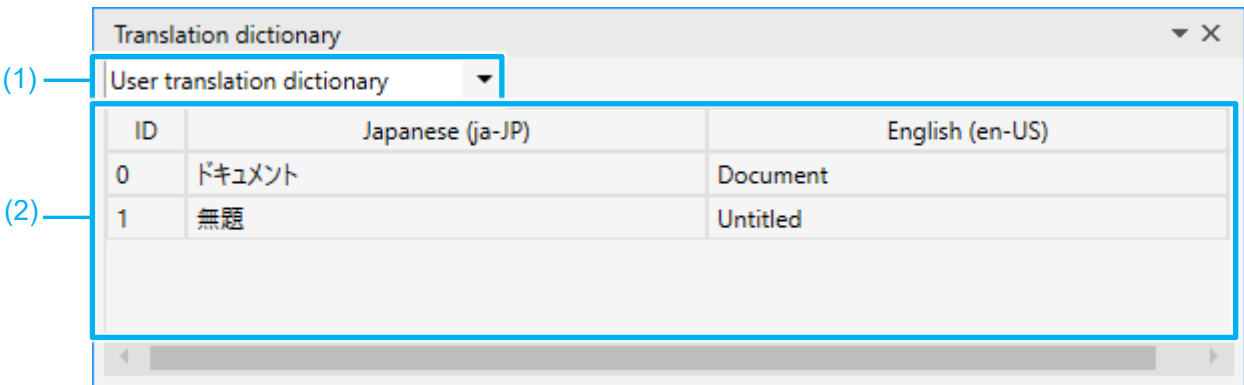 Translation dictionary
(1) User translation dictionary
ID Japanese (ja-JP) English (en-US)
0 ドキュメント Document
(2)
1 無題 Untitled